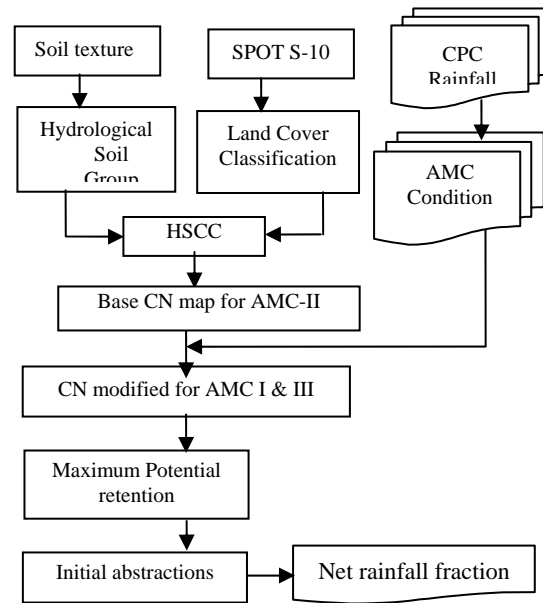 Soil texture
SPOT S-10
CPC
Rainfall
Hydrological
Soil
Group
Land Cover
Classification
AMC
Condition
HSCC
Base CN map for AMC-II
CN modified for AMC I & III
Maximum Potential
retention
Initial abstractions
Net rainfall fraction